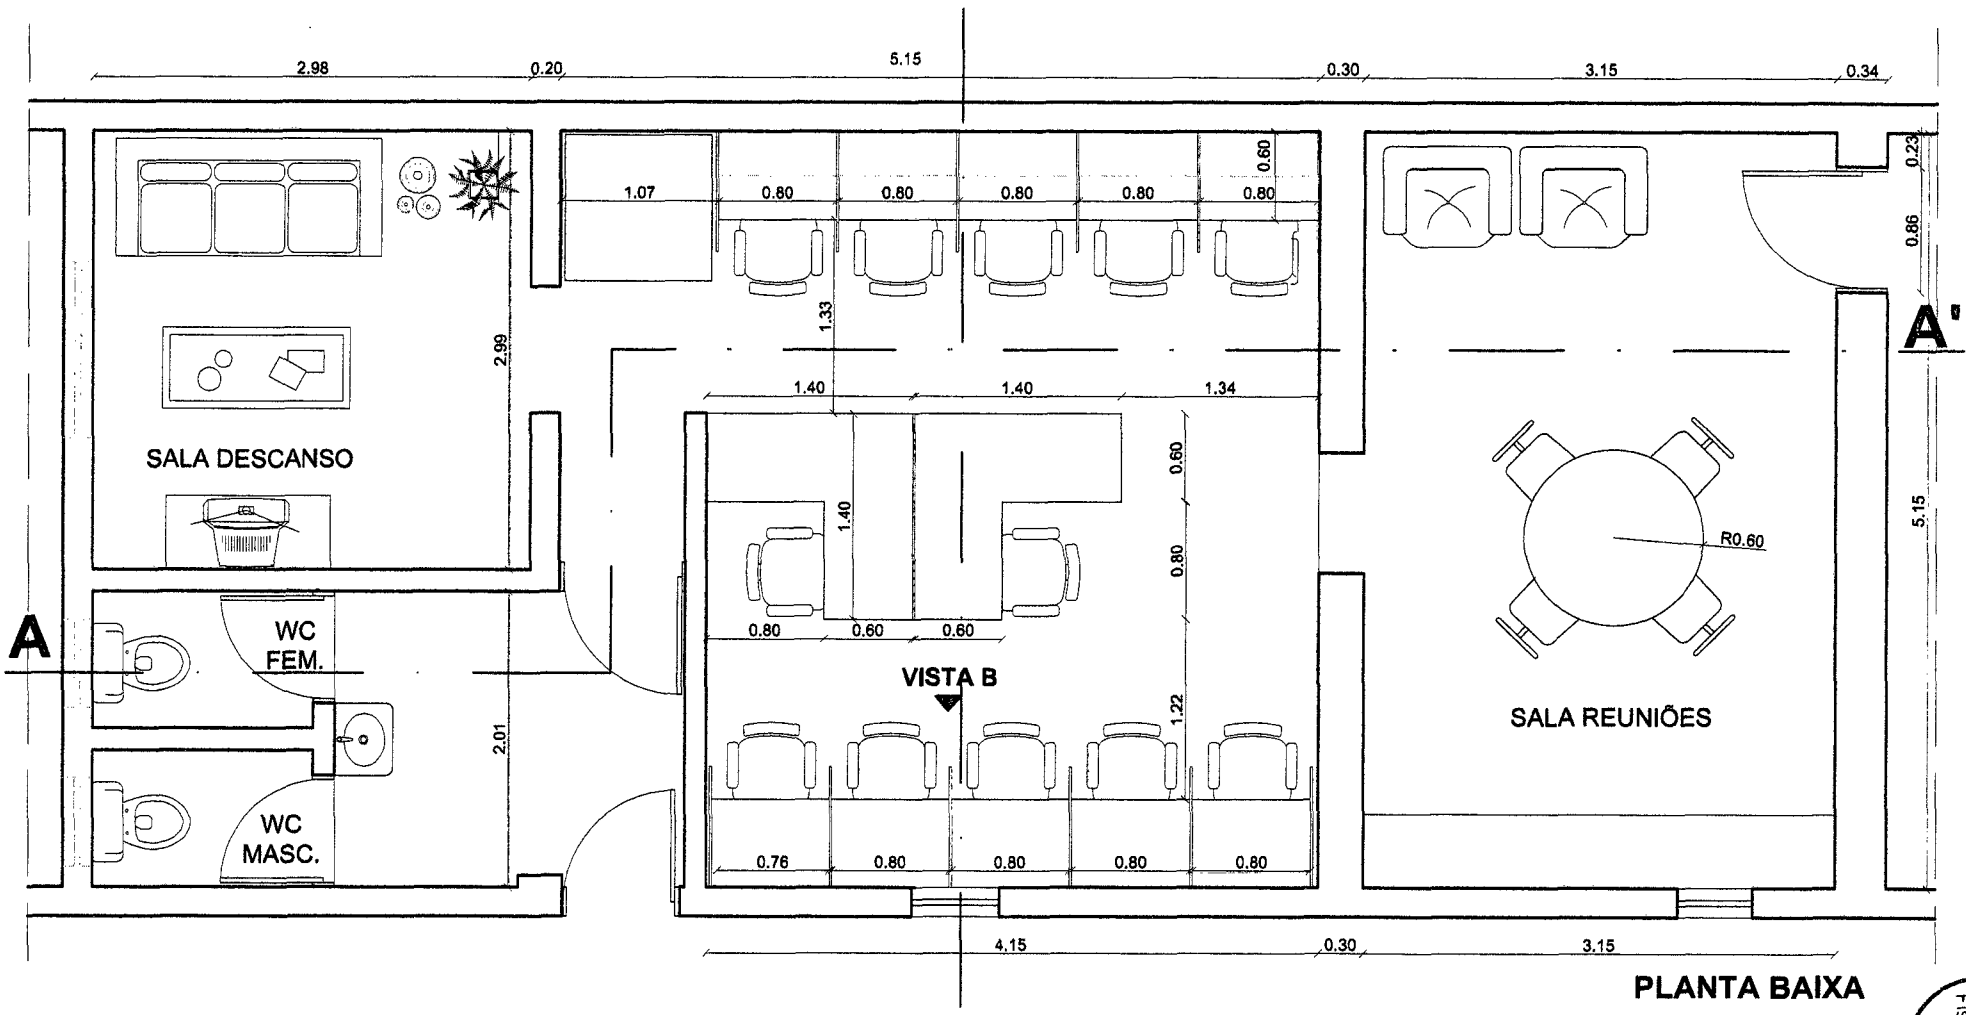 2.98 0.20 5.15 0.30 3.15 0.34
0.60
0.23
1.07 0.80 0.80 0.80 0.80 0.80
0.86
1.33
2.99
A A'
1.40 1.40 1.34
SALA DESCANSO
0.60
1.40
5.15
R0.60
0.80
WC
FEM.
0.80 0.60 0.60
VISTA B
1.22
SALA REUNIÕES
2.01
WC
MASC.
0.76 0.80 0.80 0.80 0.80
4.15 0.30 3.15
PLANTA BAIXA